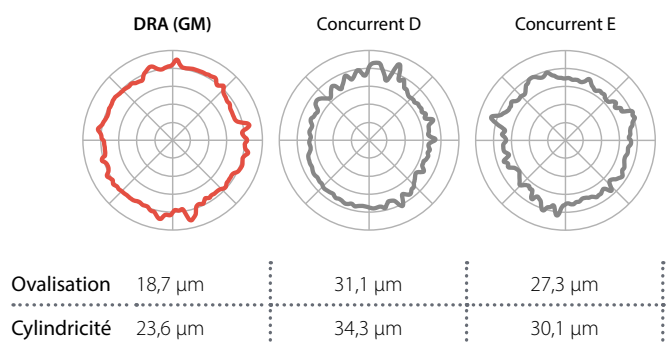 DRA (GM) Concurrent D Concurrent E
Ovalisation 18,7 µm 31,1 µm 27,3 µm
Cylindricité 23,6 µm 34,3 µm 30,1 µm